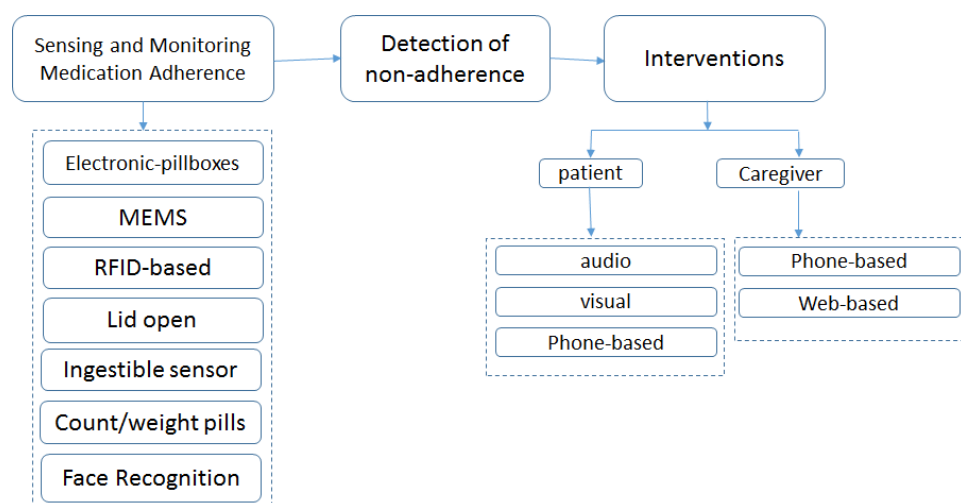 Sensing and Monitoring
Medication Adherence
Detection of
non-adherence
Interventions
Electronic-pillboxes
MEMS
RFID-based
Lid open
Ingestible sensor
Count/weight pills
Face Recognition
patient
Caregiver
audio
visual
Phone-based
Phone-based
Web-based